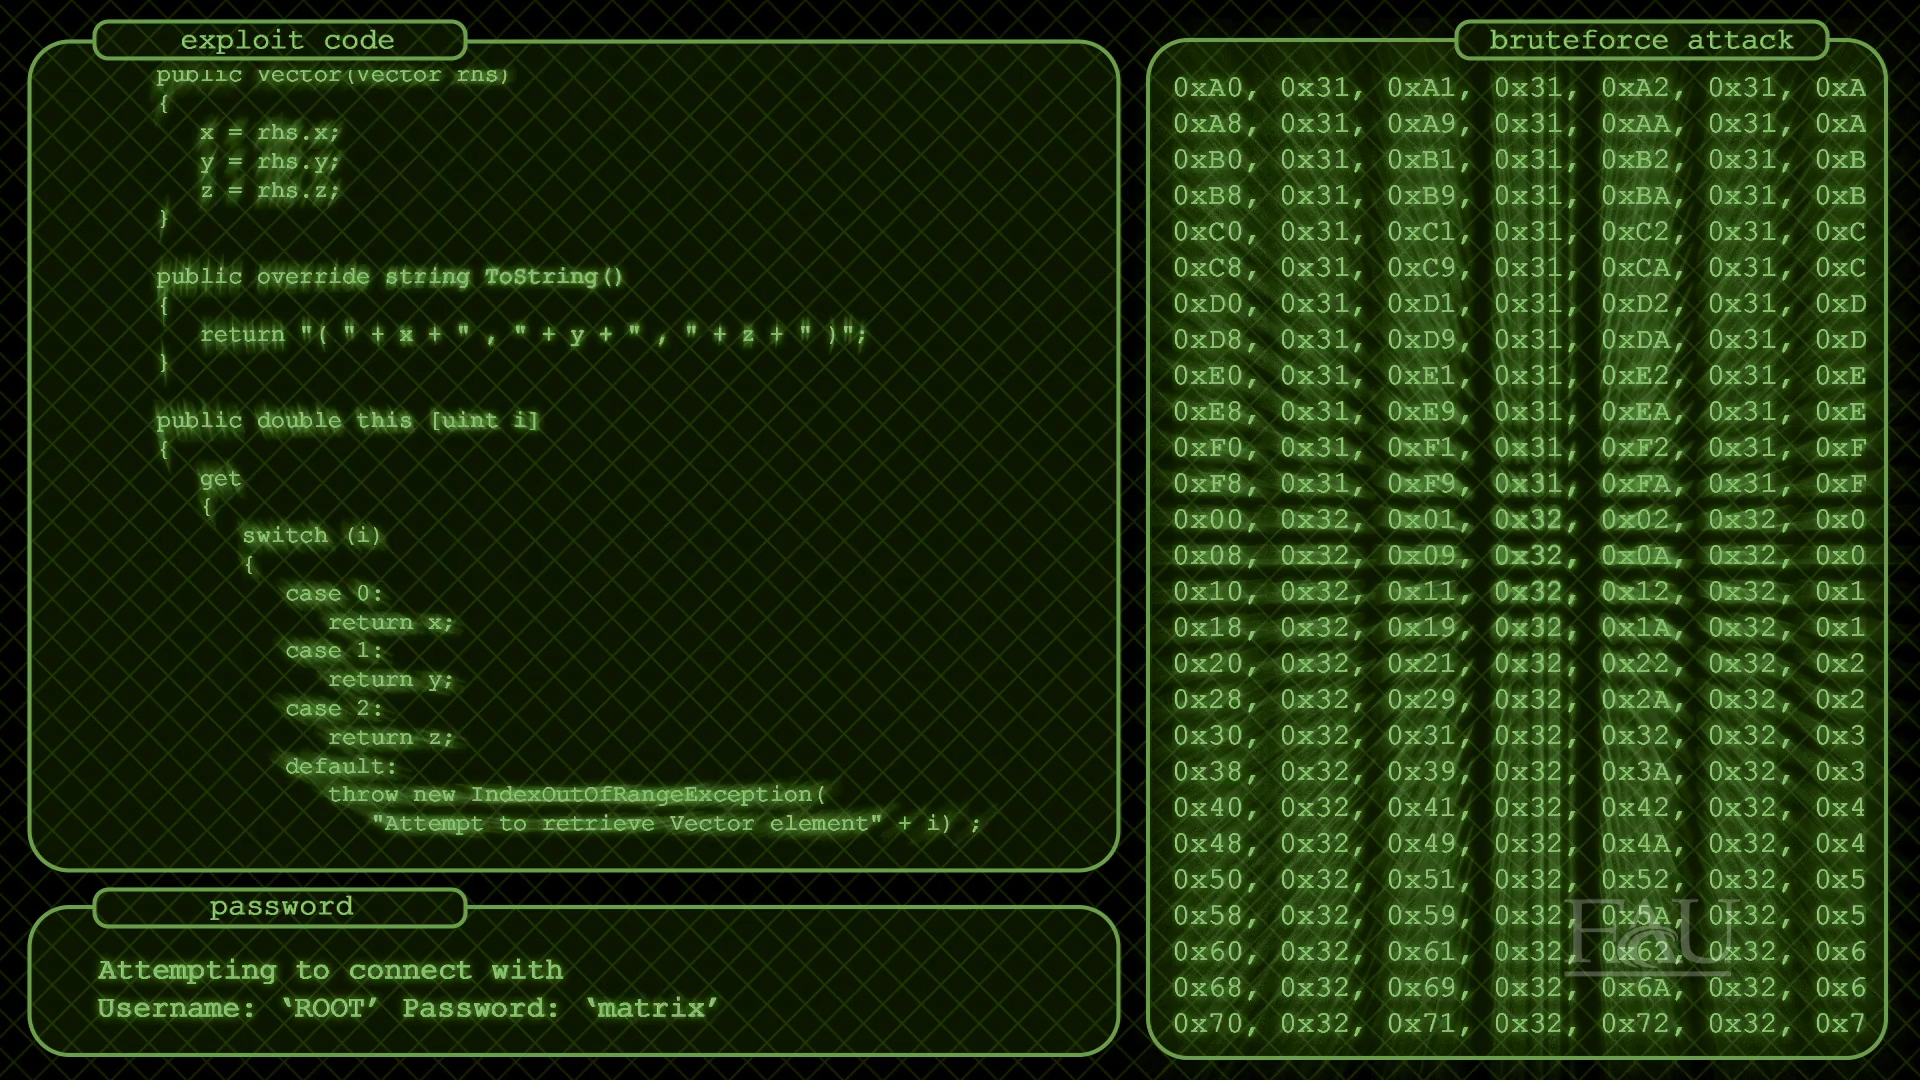 exploit code
public Vector(Vector rhs)
{
x = rhs.x;
y = rhs.y;
z = rhs.z;
}
public override string ToString()
{
return "( " + x + " , " + y + " , " + z + " )";
}
public double this [uint i]
{
get
{
switch (i)
{
case 0:
return x;
case 1:
return y;
case 2:
return z;
default:
throw new IndexOutOfRangeException(
"Attempt to retrieve Vector element" + i) ;
password
Attempting to connect with
Username: ‘ROOT’ Password: ‘matrix’
bruteforce attack
0xA0, 0x31, 0xA1, 0x31, 0xA2, 0x31, 0xA
0xA8, 0x31, 0xA9, 0x31, 0xAA, 0x31, 0xA
0xB0, 0x31, 0xB1, 0x31, 0xB2, 0x31, 0xB
0xB8, 0x31, 0xB9, 0x31, 0xBA, 0x31, 0xB
0xC0, 0x31, 0xC1, 0x31, 0xC2, 0x31, 0xC
0xC8, 0x31, 0xC9, 0x31, 0xCA, 0x31, 0xC
0xD0, 0x31, 0xD1, 0x31, 0xD2, 0x31, 0xD
0xD8, 0x31, 0xD9, 0x31, 0xDA, 0x31, 0xD
0xE0, 0x31, 0xE1, 0x31, 0xE2, 0x31, 0xE
0xE8, 0x31, 0xE9, 0x31, 0xEA, 0x31, 0xE
0xF0, 0x31, 0xF1, 0x31, 0xF2, 0x31, 0xF
0xF8, 0x31, 0xF9, 0x31, 0xFA, 0x31, 0xF
0x00, 0x32, 0x01, 0x32, 0x02, 0x32, 0x0
0x08, 0x32, 0x09, 0x32, 0x0A, 0x32, 0x0
0x10, 0x32, 0x11, 0x32, 0x12, 0x32, 0x1
0x18, 0x32, 0x19, 0x32, 0x1A, 0x32, 0x1
0x20, 0x32, 0x21, 0x32, 0x22, 0x32, 0x2
0x28, 0x32, 0x29, 0x32, 0x2A, 0x32, 0x2
0x30, 0x32, 0x31, 0x32, 0x32, 0x32, 0x3
0x38, 0x32, 0x39, 0x32, 0x3A, 0x32, 0x3
0x40, 0x32, 0x41, 0x32, 0x42, 0x32, 0x4
0x48, 0x32, 0x49, 0x32, 0x4A, 0x32, 0x4
0x50, 0x32, 0x51, 0x32, 0x52, 0x32, 0x5
0x58, 0x32, 0x59, 0x32, 0x5A, 0x32, 0x5
0x60, 0x32, 0x61, 0x32, 0x62, 0x32, 0x6
0x68, 0x32, 0x69, 0x32, 0x6A, 0x32, 0x6
0x70, 0x32, 0x71, 0x32, 0x72, 0x32, 0x7
FAU